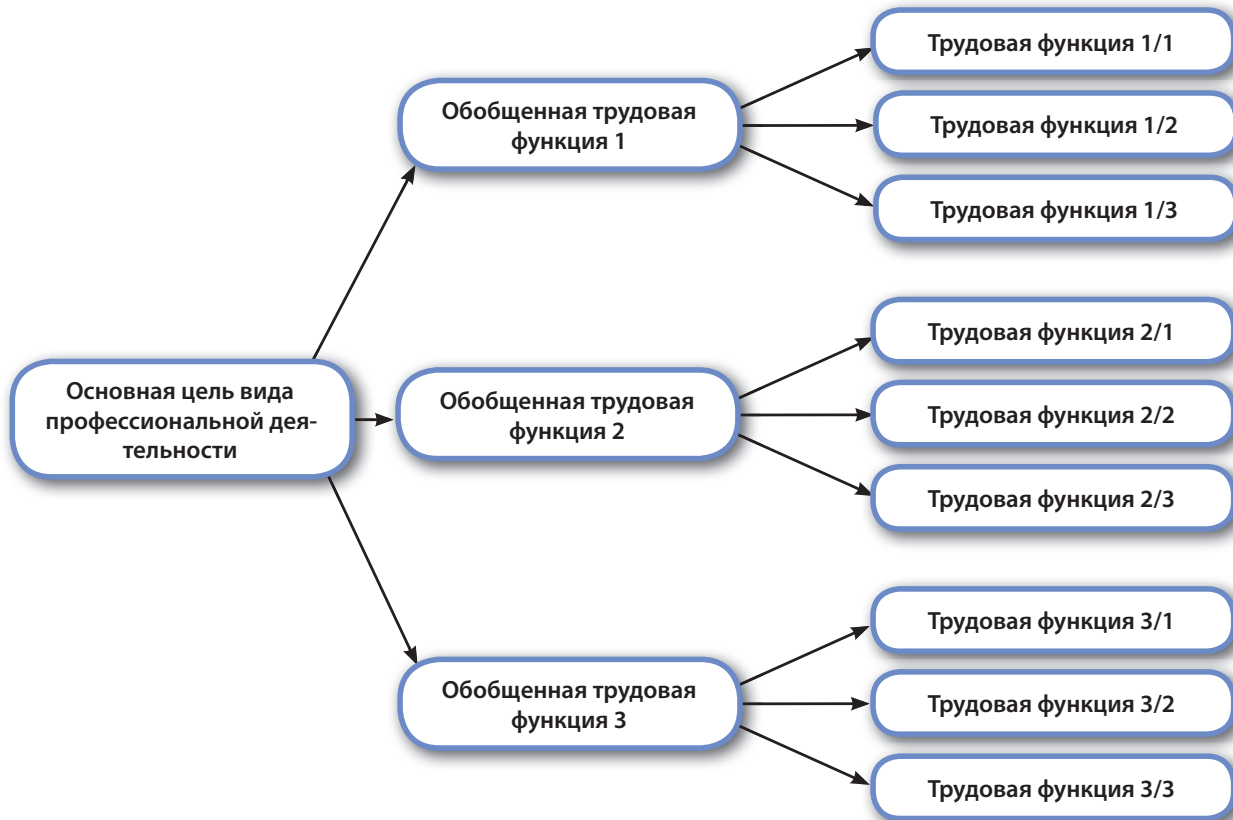 Основная цель вида
профессиональной дея-
тельности
Обобщенная трудовая
функция 1
Трудовая функция 1/1
Трудовая функция 1/2
Трудовая функция 1/3
Обобщенная трудовая
функция 2
Трудовая функция 2/1
Трудовая функция 2/2
Трудовая функция 2/3
Обобщенная трудовая
функция 3
Трудовая функция 3/1
Трудовая функция 3/2
Трудовая функция 3/3